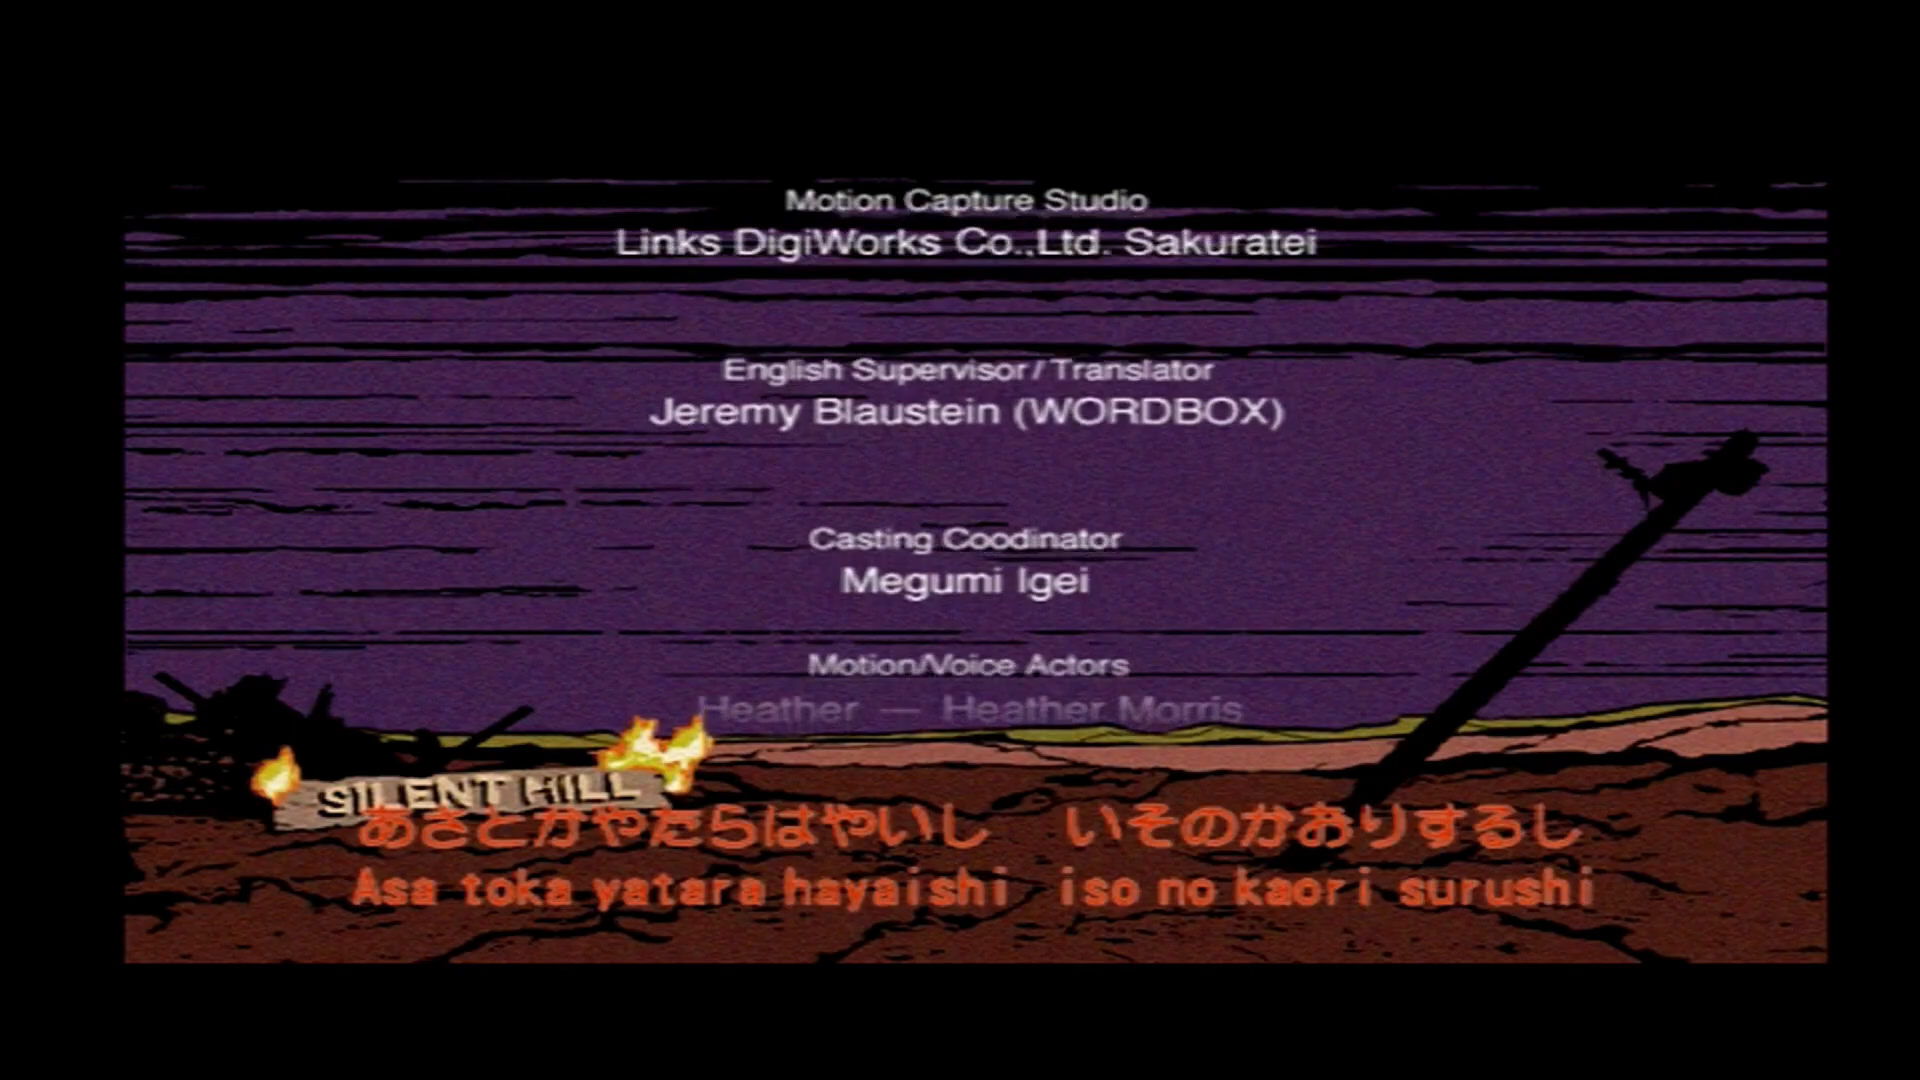 Motion Capture Studio
Links DigiWorks Co.,Ltd. Sakuratei
English Supervisor/Translator
Jeremy Blaustein (WORDBOX)
Casting Coodinator
Megumi Igei
Motion/Voice Actors
Heather — Heather Morris
SILENT HILL
あさとかやたらはやいし　いそのかおりするし
Asa toka yatara hayaishi iso no kaori surushi